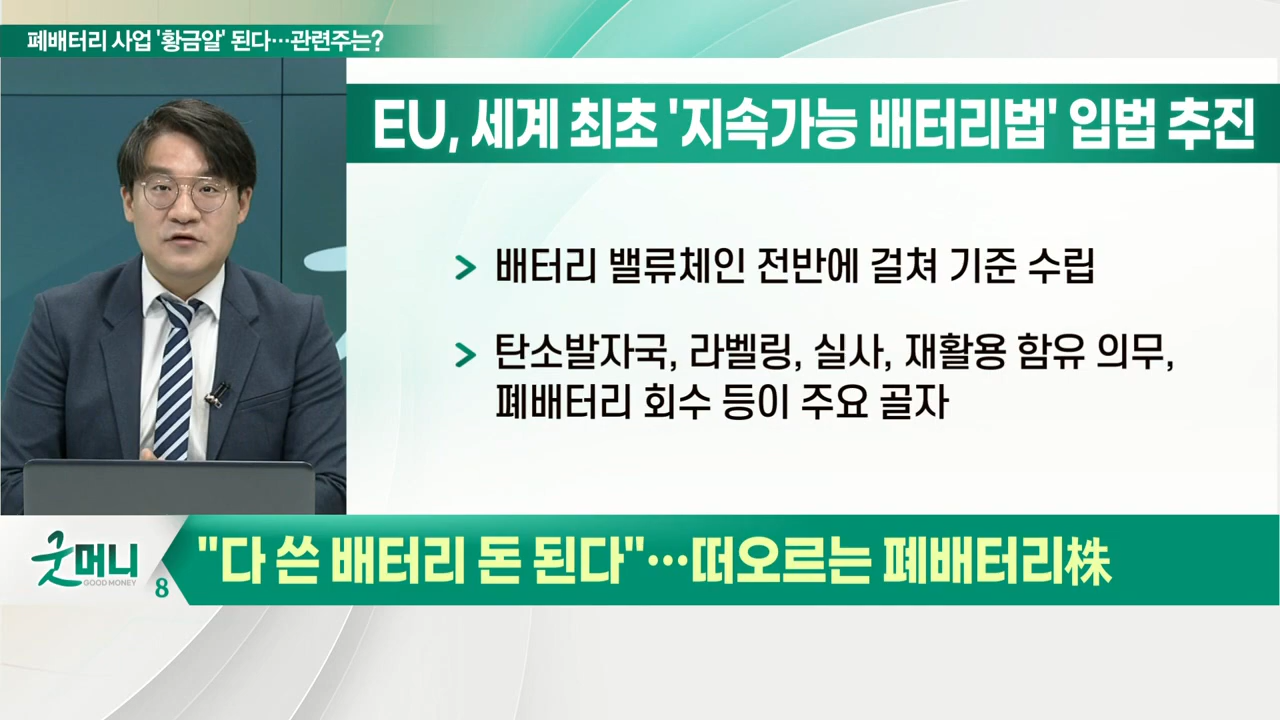 폐배터리 사업 '황금알' 된다…관련주는?
EU, 세계 최초 '지속가능 배터리법' 입법 추진
> 배터리 밸류체인 전반에 걸쳐 기준 수립
> 탄소발자국, 라벨링, 실사, 재활용 함유 의무,
폐배터리 회수 등이 주요 골자
굿머니
GOOD MONEY
8
"다 쓴 배터리 돈 된다"…떠오르는 폐배터리株